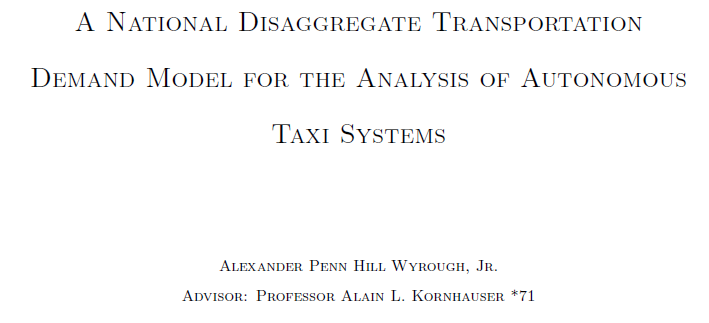 A National Disaggregate Transportation
Demand Model for the Analysis of Autonomous
Taxi Systems
Alexander Penn Hill Wyrough, Jr.
Advisor: Professor Alain L. Kornhauser *71